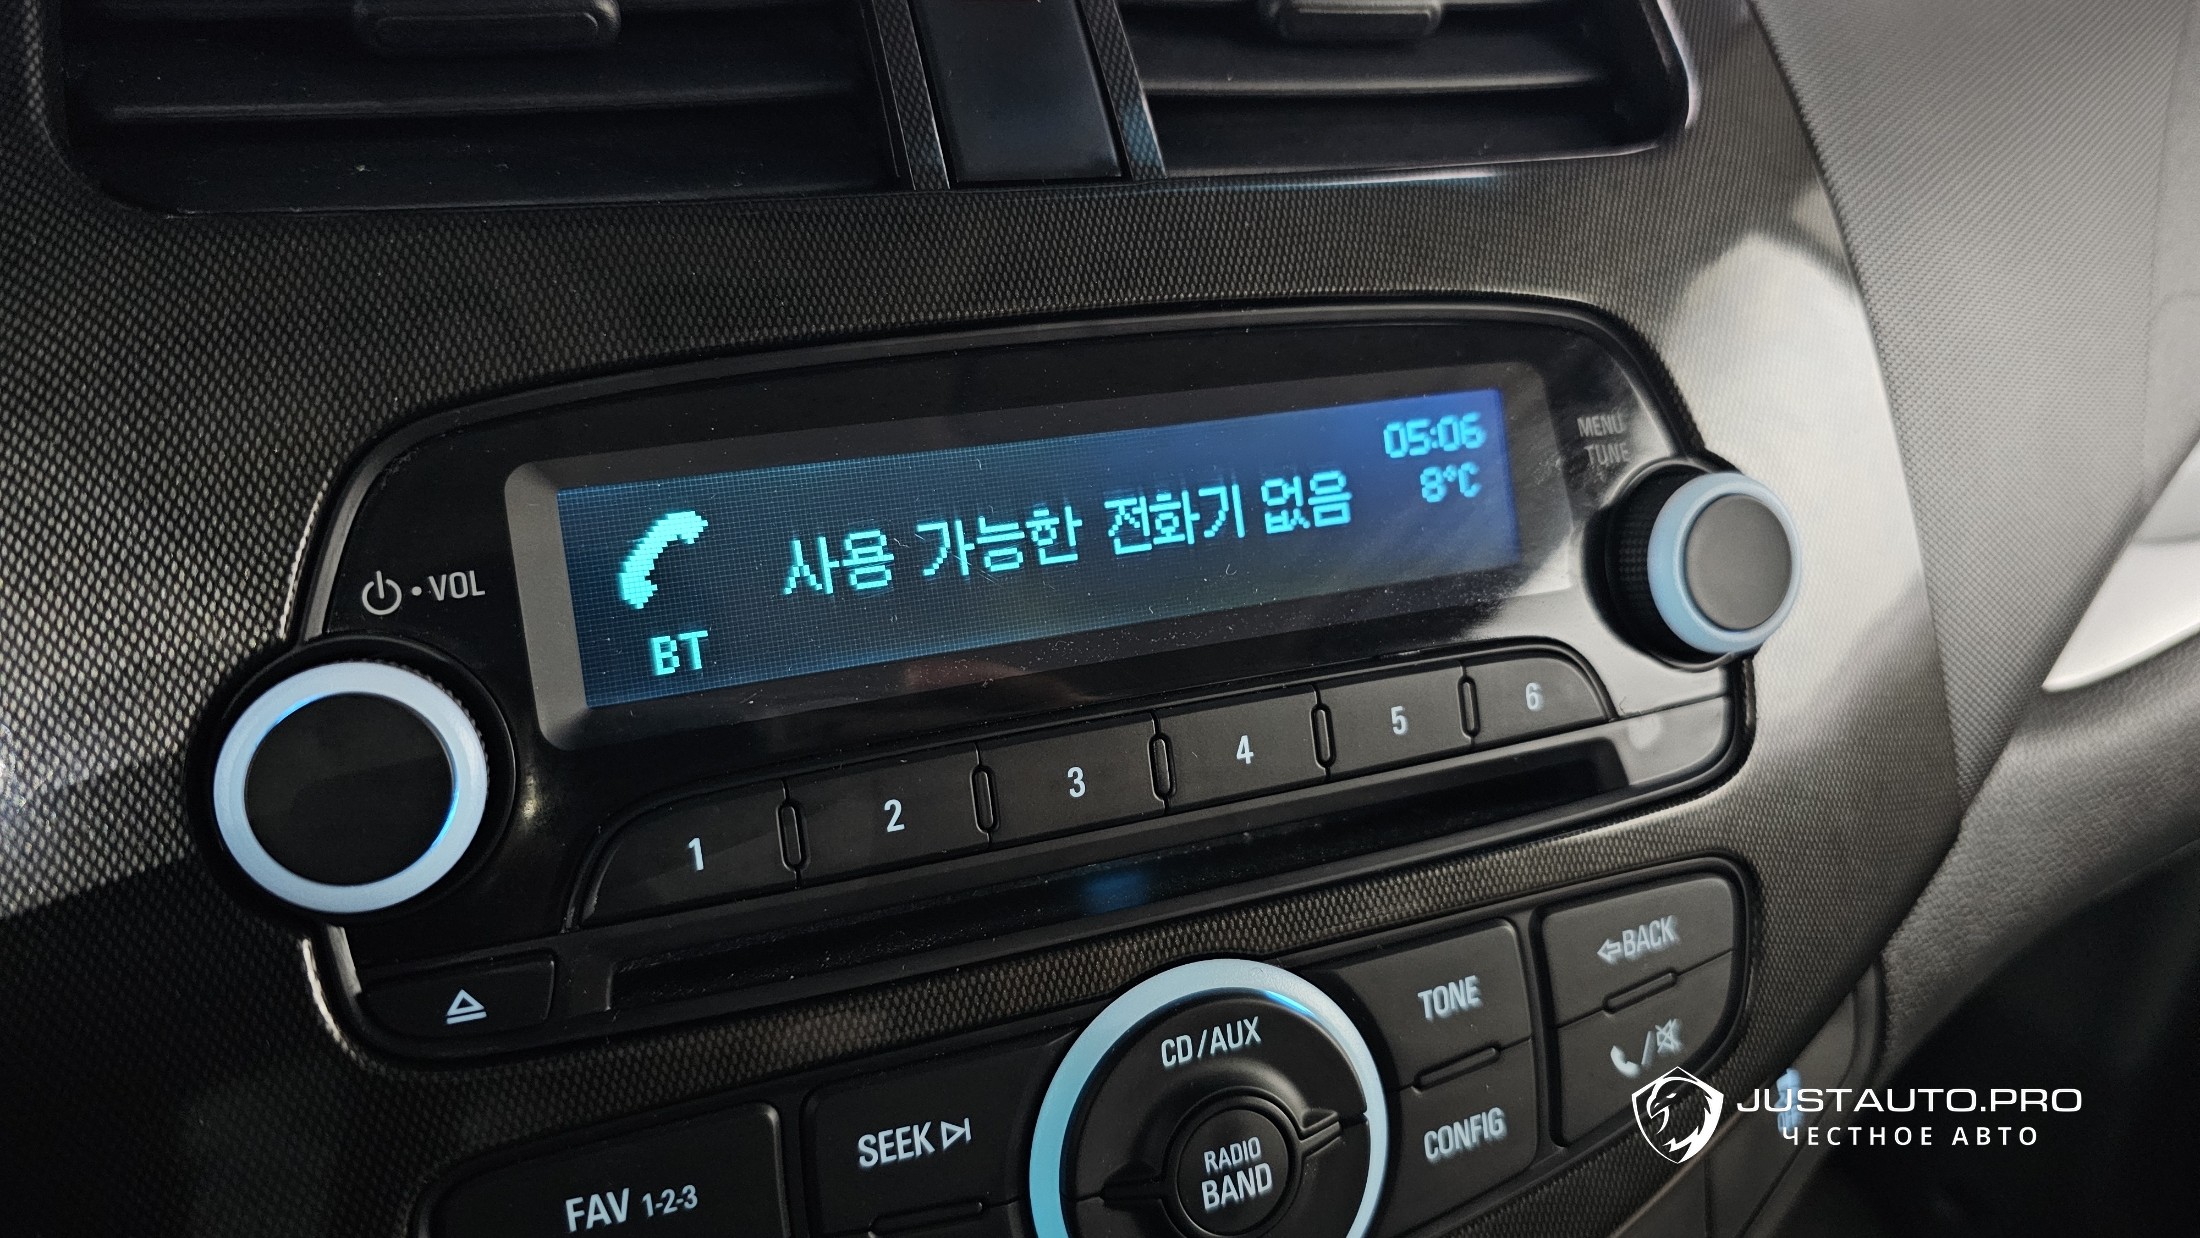 05:06
8°C
사용 가능한 전화기 없음
BT
VOL
MENU
TUNE
1 2 3 4 5 6
BACK
TONE
CD/AUX
SEEK
RADIO
BAND
CONFIG
FAV 1-2-3
JUSTAUTO.PRO
ЧЕСТНОЕ АВТО